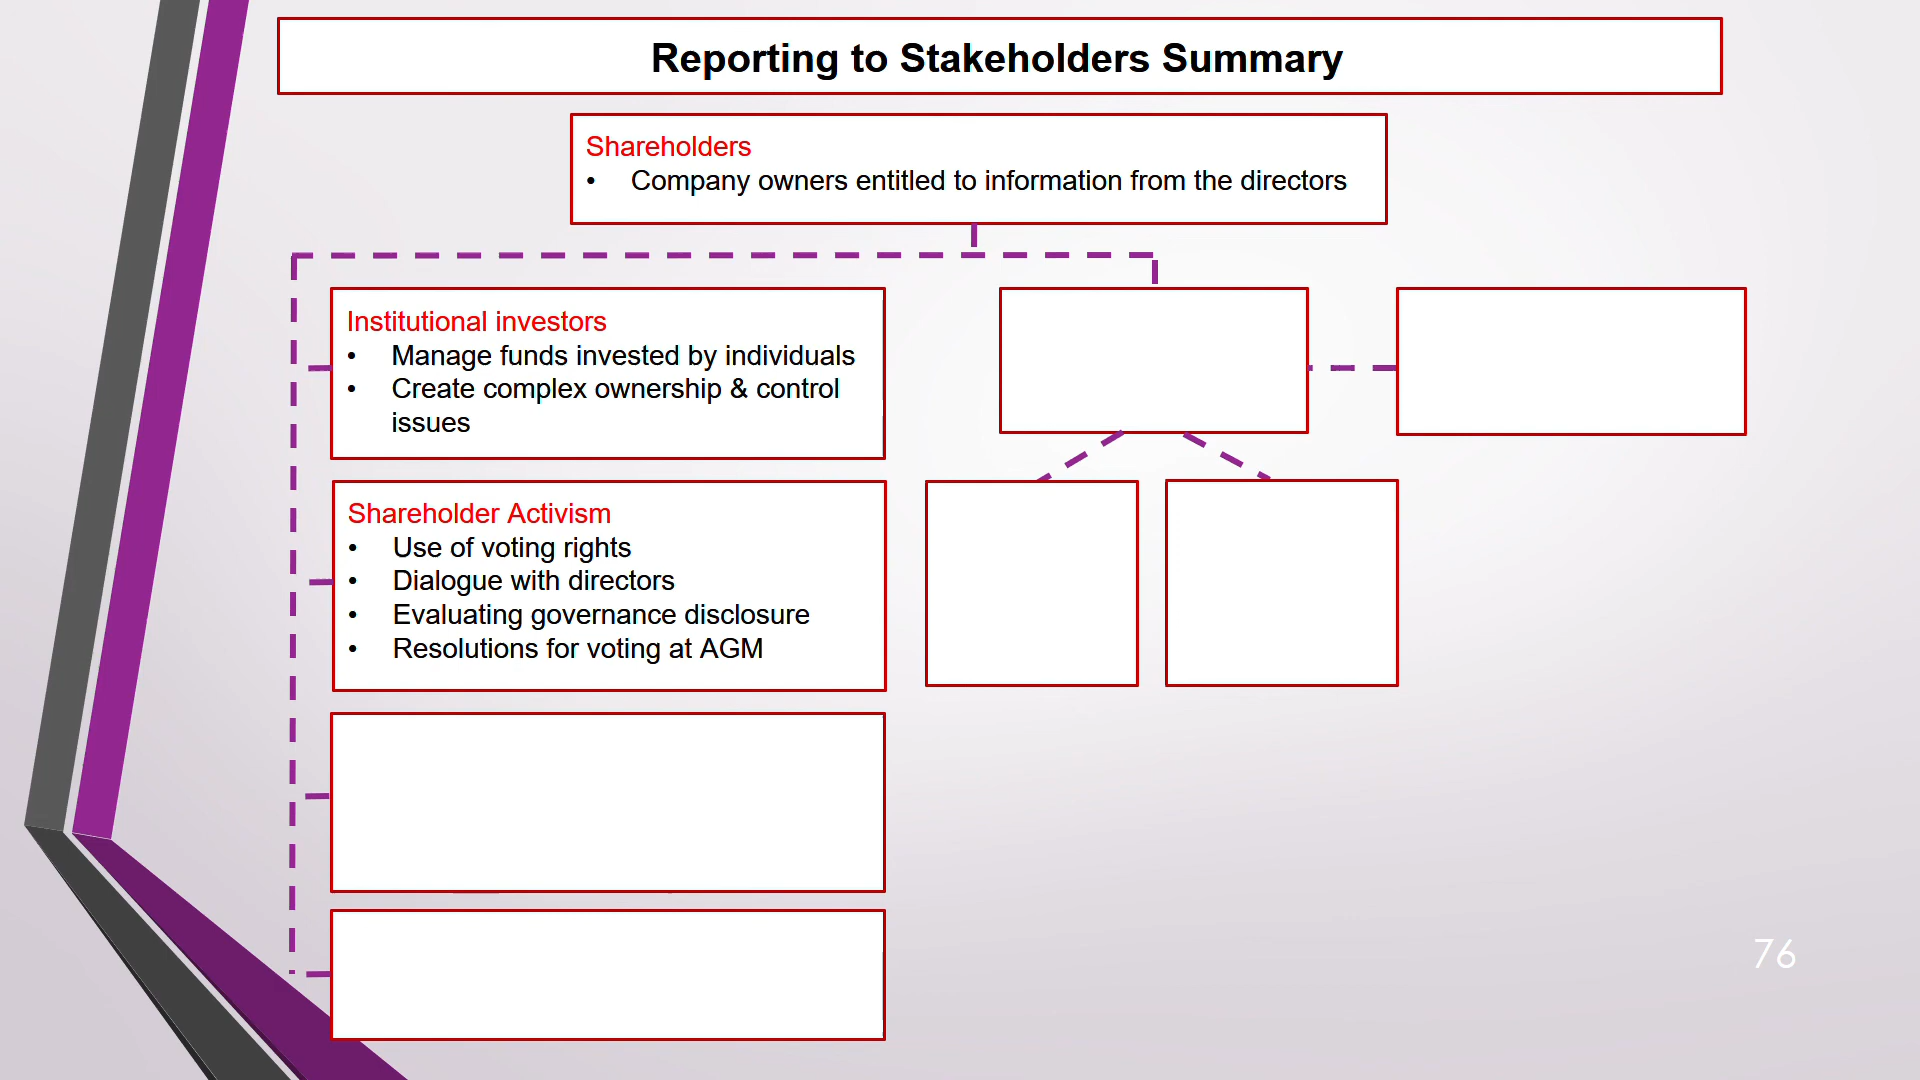 Reporting to Stakeholders Summary
Shareholders
• Company owners entitled to information from the directors
Institutional investors
• Manage funds invested by individuals
• Create complex ownership & control
issues
Shareholder Activism
• Use of voting rights
• Dialogue with directors
• Evaluating governance disclosure
• Resolutions for voting at AGM
76